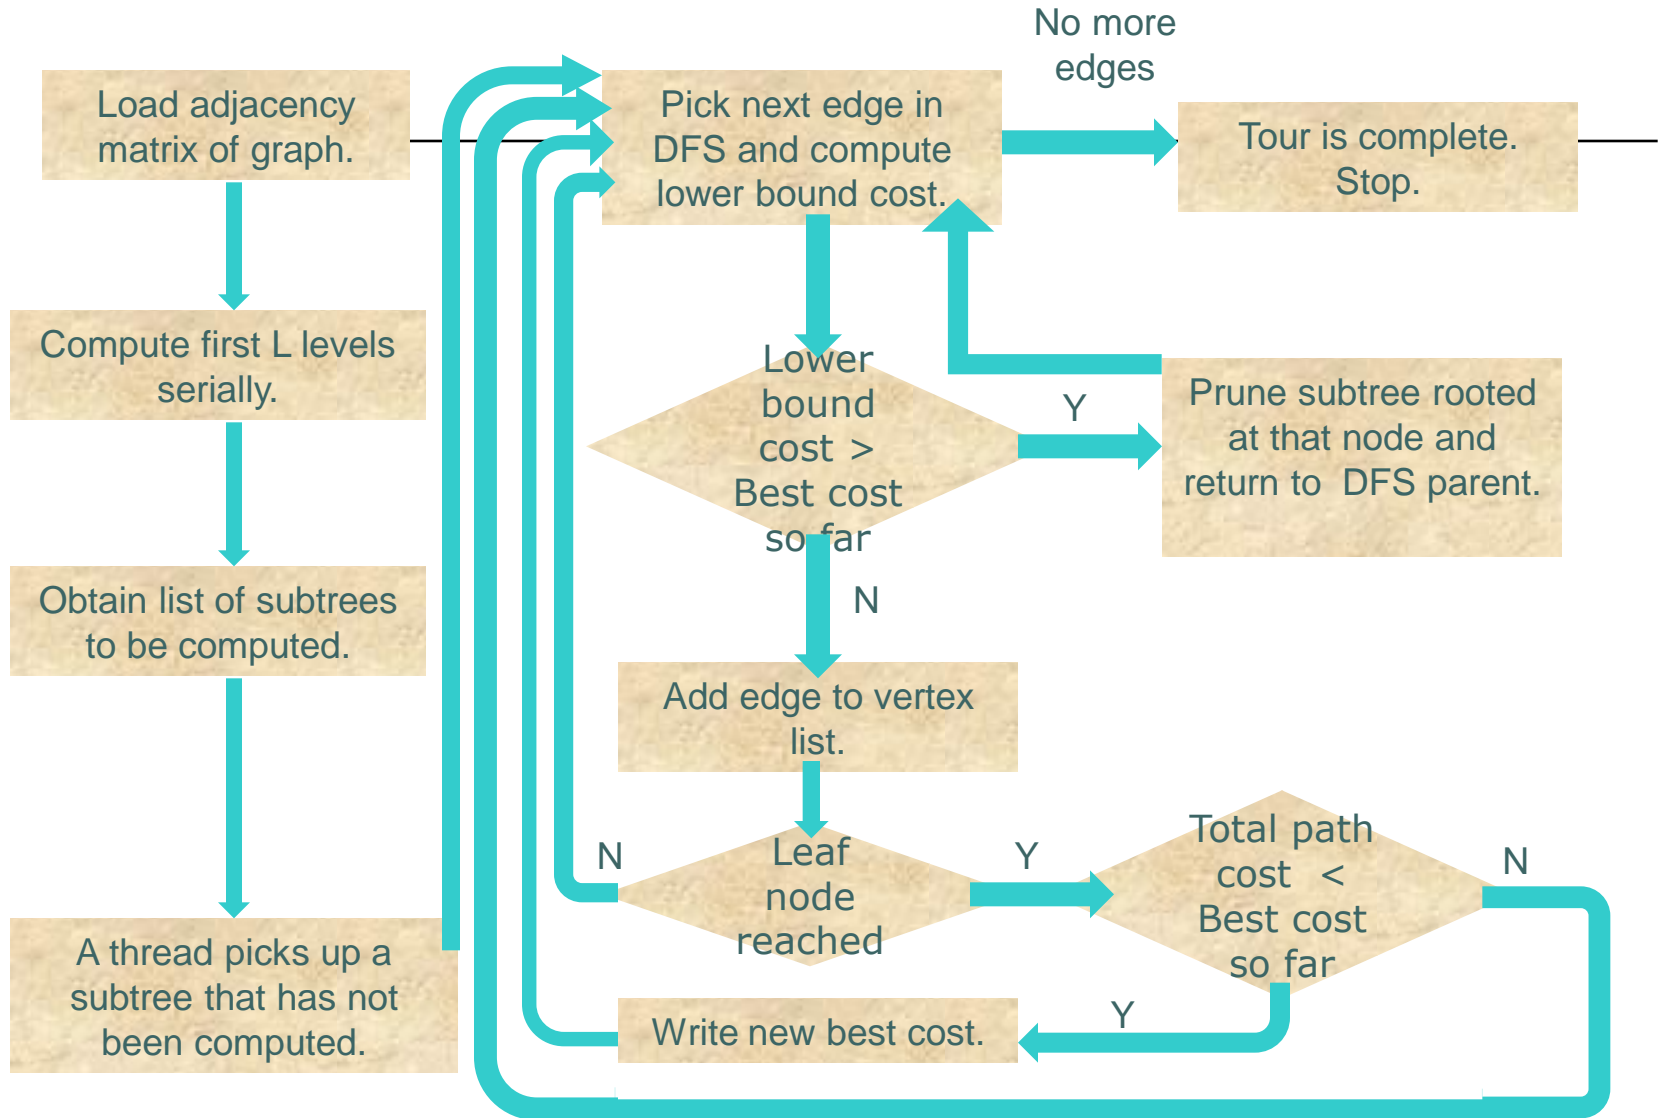 Load adjacency
matrix of graph.
Compute first L levels
serially.
Obtain list of subtrees
to be computed.
A thread picks up a
subtree that has not
been computed.
Pick next edge in
DFS and compute
lower bound cost.
No more
edges
Tour is complete.
Stop.
Lower
bound
cost >
Best cost
so far
Y
Prune subtree rooted
at that node and
return to DFS parent.
N
Add edge to vertex
list.
N
Leaf
node
reached
Y
Total path
cost <
Best cost
so far
N
Y
Write new best cost.